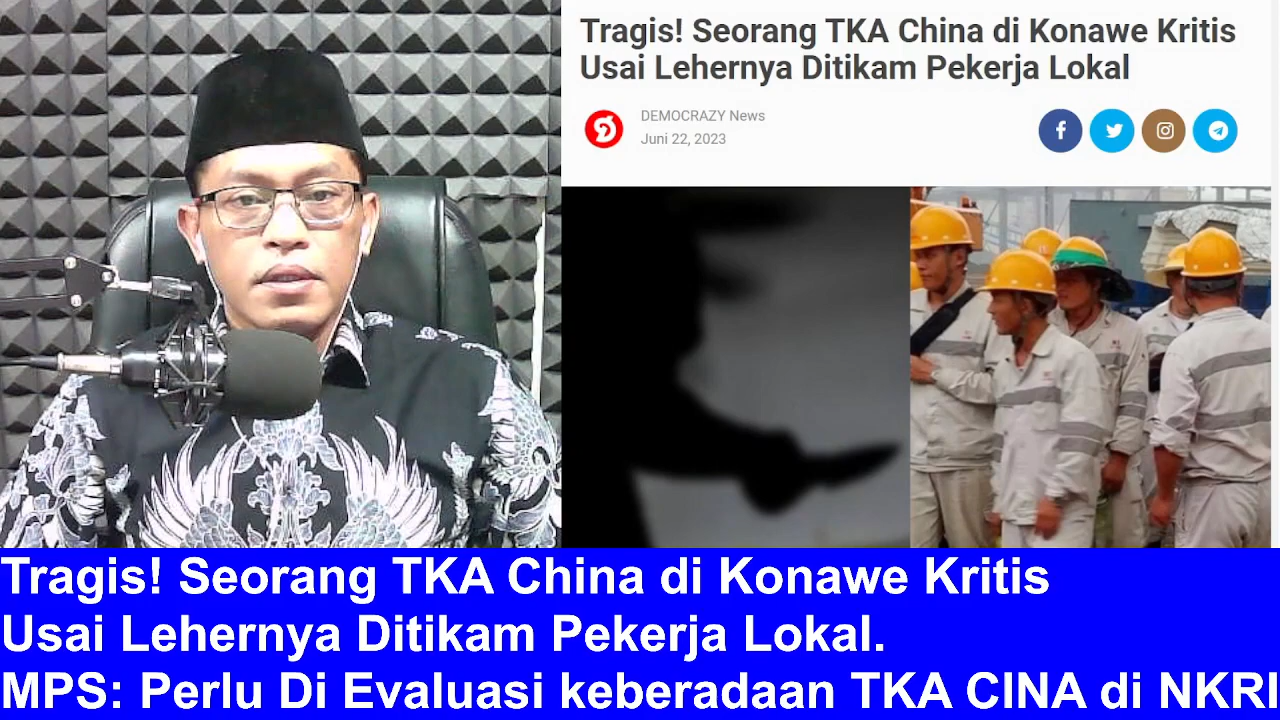 Tragis! Seorang TKA China di Konawe Kritis
Usai Lehernya Ditikam Pekerja Lokal
DEMOCRAZY News
Juni 22, 2023
Tragis! Seorang TKA China di Konawe Kritis
Usai Lehernya Ditikam Pekerja Lokal.
MPS: Perlu Di Evaluasi keberadaan TKA CINA di NKRI